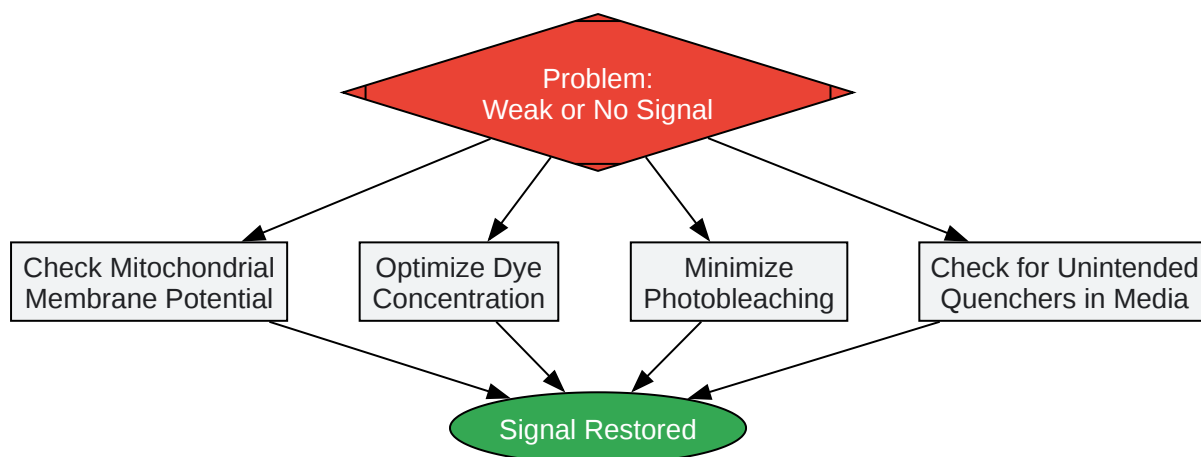 Problem:
Weak or No Signal
Check Mitochondrial
Membrane Potential
Optimize Dye
Concentration
Minimize
Photobleaching
Check for Unintended
Quenchers in Media
Signal Restored